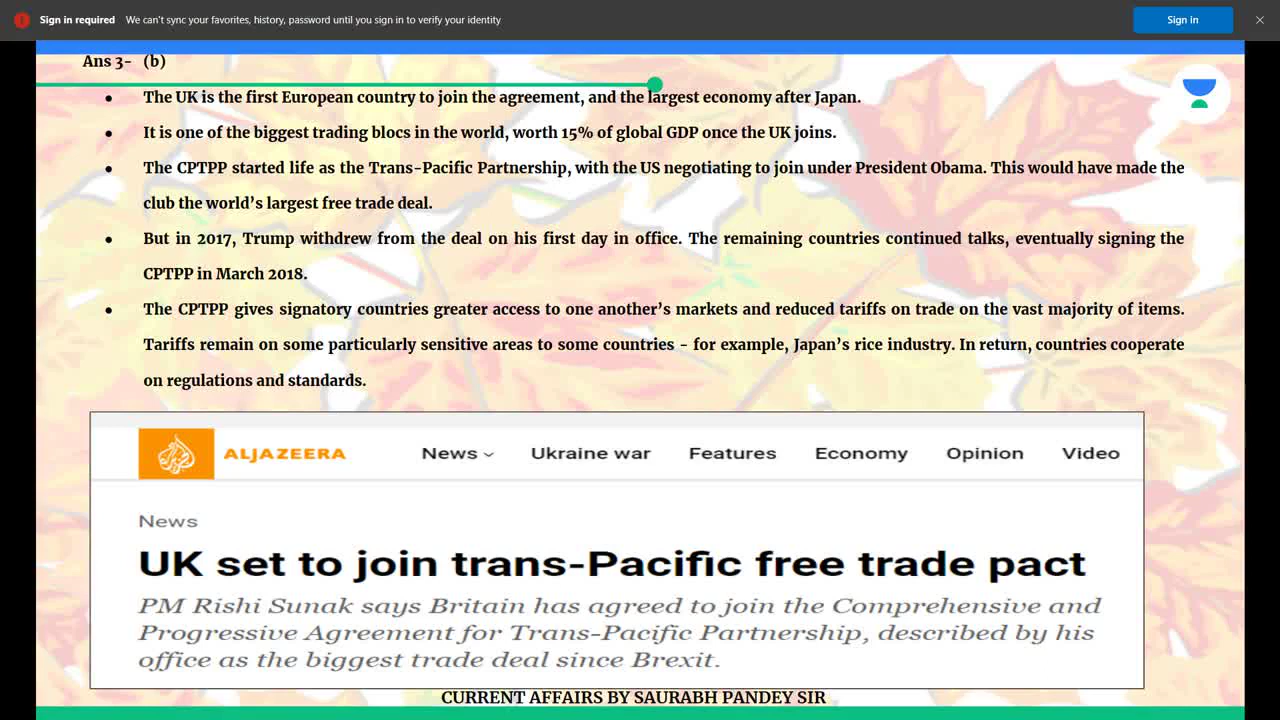 Sign in required We can't sync your favorites, history, password until you sign in to verify your identity
Sign in
Ans 3- (b)
• The UK is the first European country to join the agreement, and the largest economy after Japan.
• It is one of the biggest trading blocs in the world, worth 15% of global GDP once the UK joins.
• The CPTPP started life as the Trans-Pacific Partnership, with the US negotiating to join under President Obama. This would have made the
club the world's largest free trade deal.
• But in 2017, Trump withdrew from the deal on his first day in office. The remaining countries continued talks, eventually signing the
CPTPP in March 2018.
• The CPTPP gives signatory countries greater access to one another's markets and reduced tariffs on trade on the vast majority of items.
Tariffs remain on some particularly sensitive areas to some countries - for example, Japan's rice industry. In return, countries cooperate
on regulations and standards.
ALJAZEERA News Ukraine war Features Economy Opinion Video
News
UK set to join trans-Pacific free trade pact
PM Rishi Sunak says Britain has agreed to join the Comprehensive and
Progressive Agreement for Trans-Pacific Partnership, described by his
office as the biggest trade deal since Brexit.
CURRENT AFFAIRS BY SAURABH PANDEY SIR